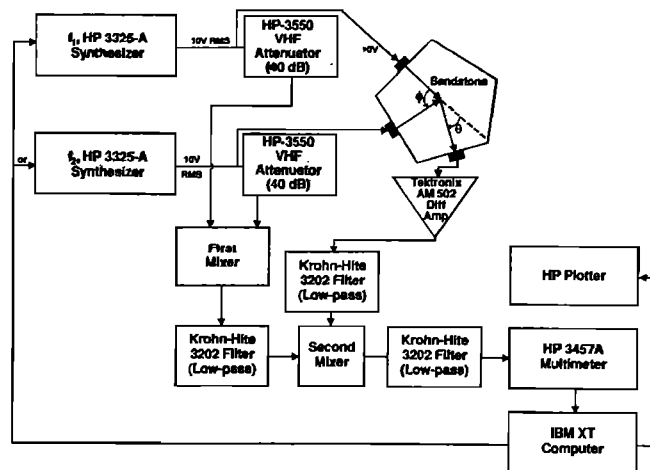 f₁, HP 3325-A
Synthesizer
10V RMS
HP-3550
VHF
Attenuator
(40 dB)
Sandstone
ϕ
θ
or
f₂, HP 3325-A
Synthesizer
10V
RMS
HP-3550
VHF
Attenuator
(40 dB)
Tektronix
AM 502
Diff
Amp
First
Mixer
Krohn-Hite
3202 Filter
(Low-pass)
HP Plotter
Krohn-Hite
3202 Filter
(Low-pass)
Second
Mixer
Krohn-Hite
3202 Filter
(Low-pass)
HP 3457A
Multimeter
IBM XT
Computer